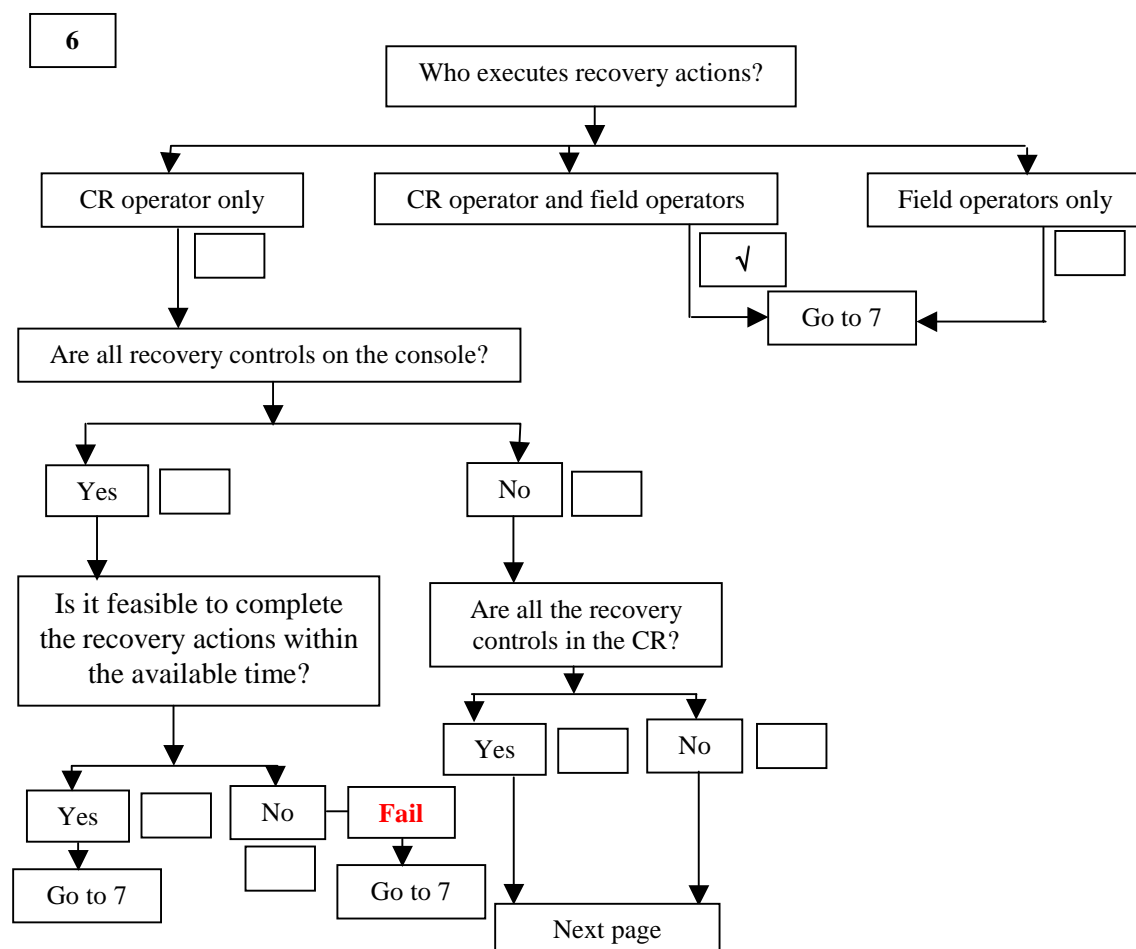 6
Who executes recovery actions?
CR operator only
CR operator and field operators
Field operators only
√
Go to 7
Are all recovery controls on the console?
Yes
No
Is it feasible to complete
the recovery actions within
the available time?
Are all the recovery
controls in the CR?
Yes
No
Yes
No
Fail
Go to 7
Go to 7
Next page